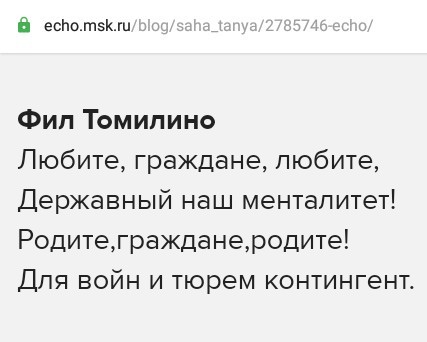 echo.msk.ru/blog/saha_tanya/2785746-echo/
Фил Томилино
Любите, граждане, любите,
Державный наш менталитет!
Родите,граждане,родите!
Для войн и тюрем контингент.